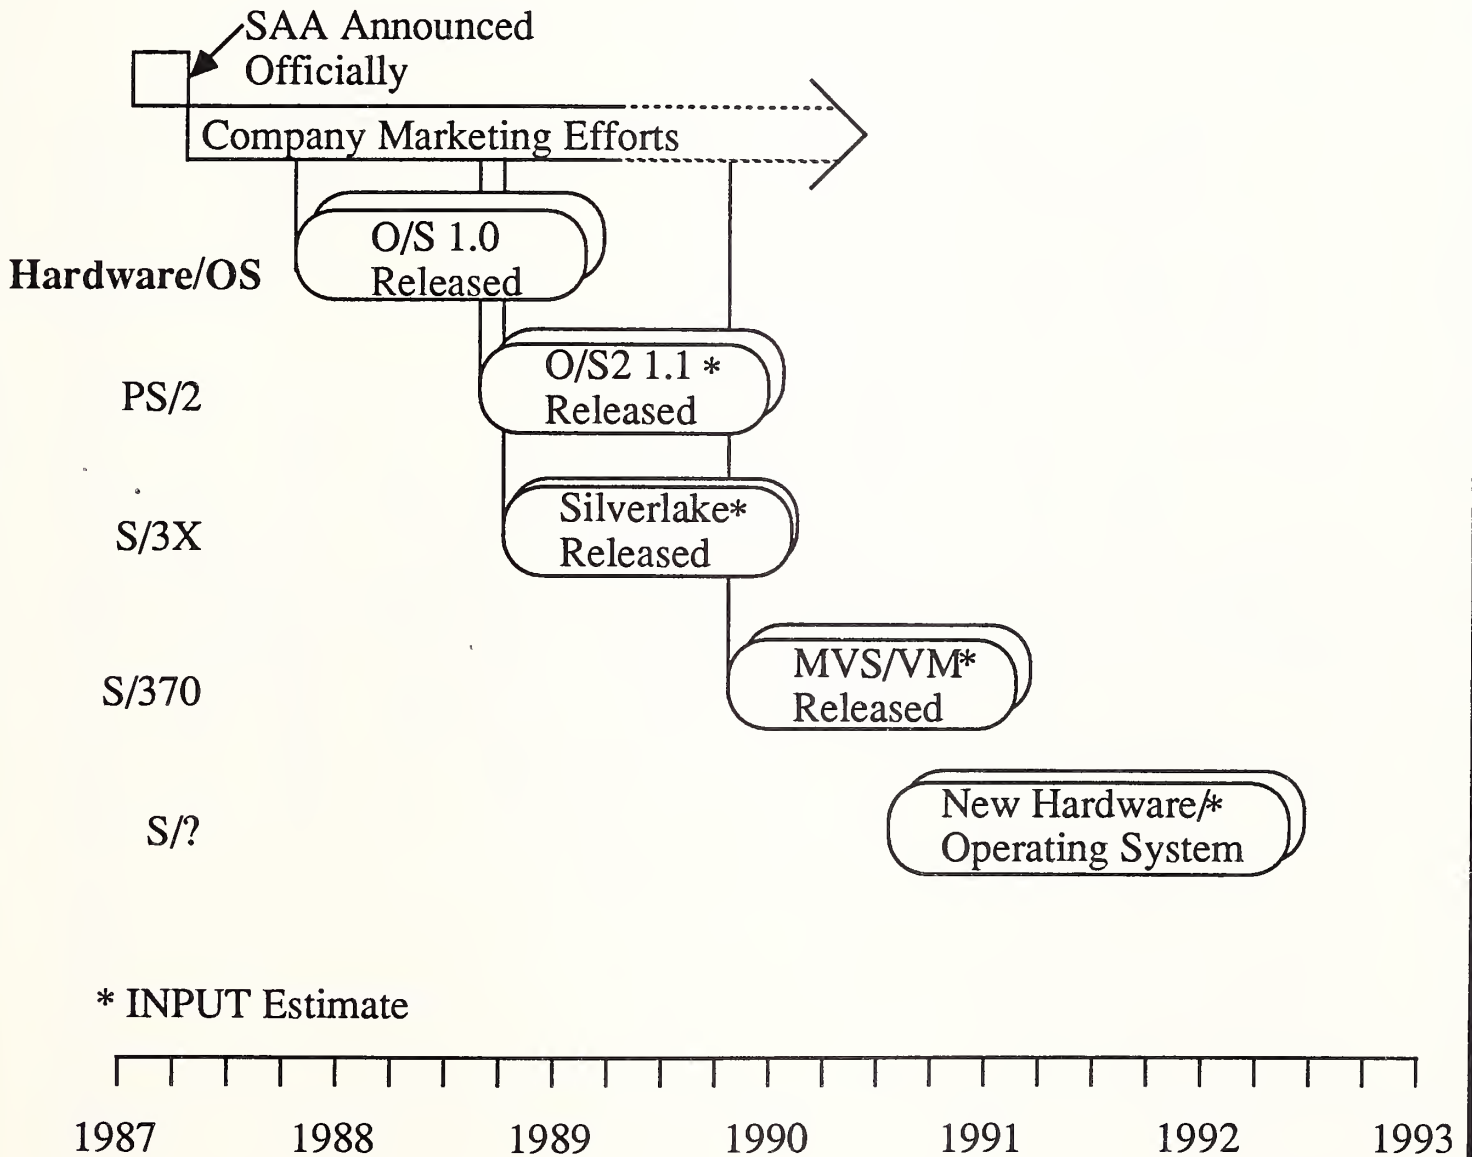 SAA Announced
Officially
Company Marketing Efforts
O/S 1.0
Released
Hardware/OS
O/S2 1.1 *
Released
PS/2
Silverlake*
Released
S/3X
MVS/VM*
Released
S/370
New Hardware/*
Operating System
S/?
* INPUT Estimate
1987 1988 1989 1990 1991 1992 1993